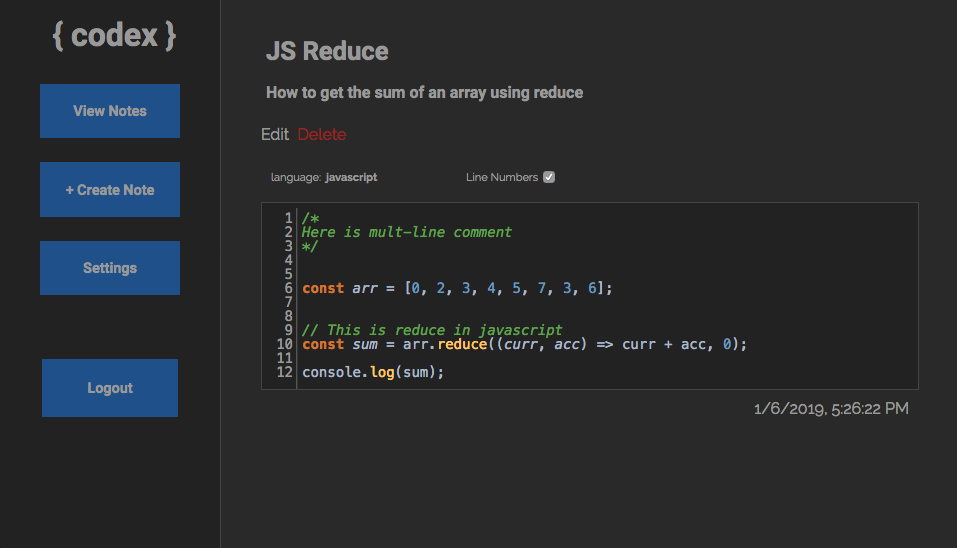 { codex }
View Notes
+ Create Note
Settings
Logout
JS Reduce
How to get the sum of an array using reduce
Edit Delete
language: javascript Line Numbers
1 /*
2 Here is mult-line comment
3 */
4
5
6 const arr = [0, 2, 3, 4, 5, 7, 3, 6];
7
8
9 // This is reduce in javascript
10 const sum = arr.reduce((curr, acc) => curr + acc, 0);
11
12 console.log(sum);
1/6/2019, 5:26:22 PM